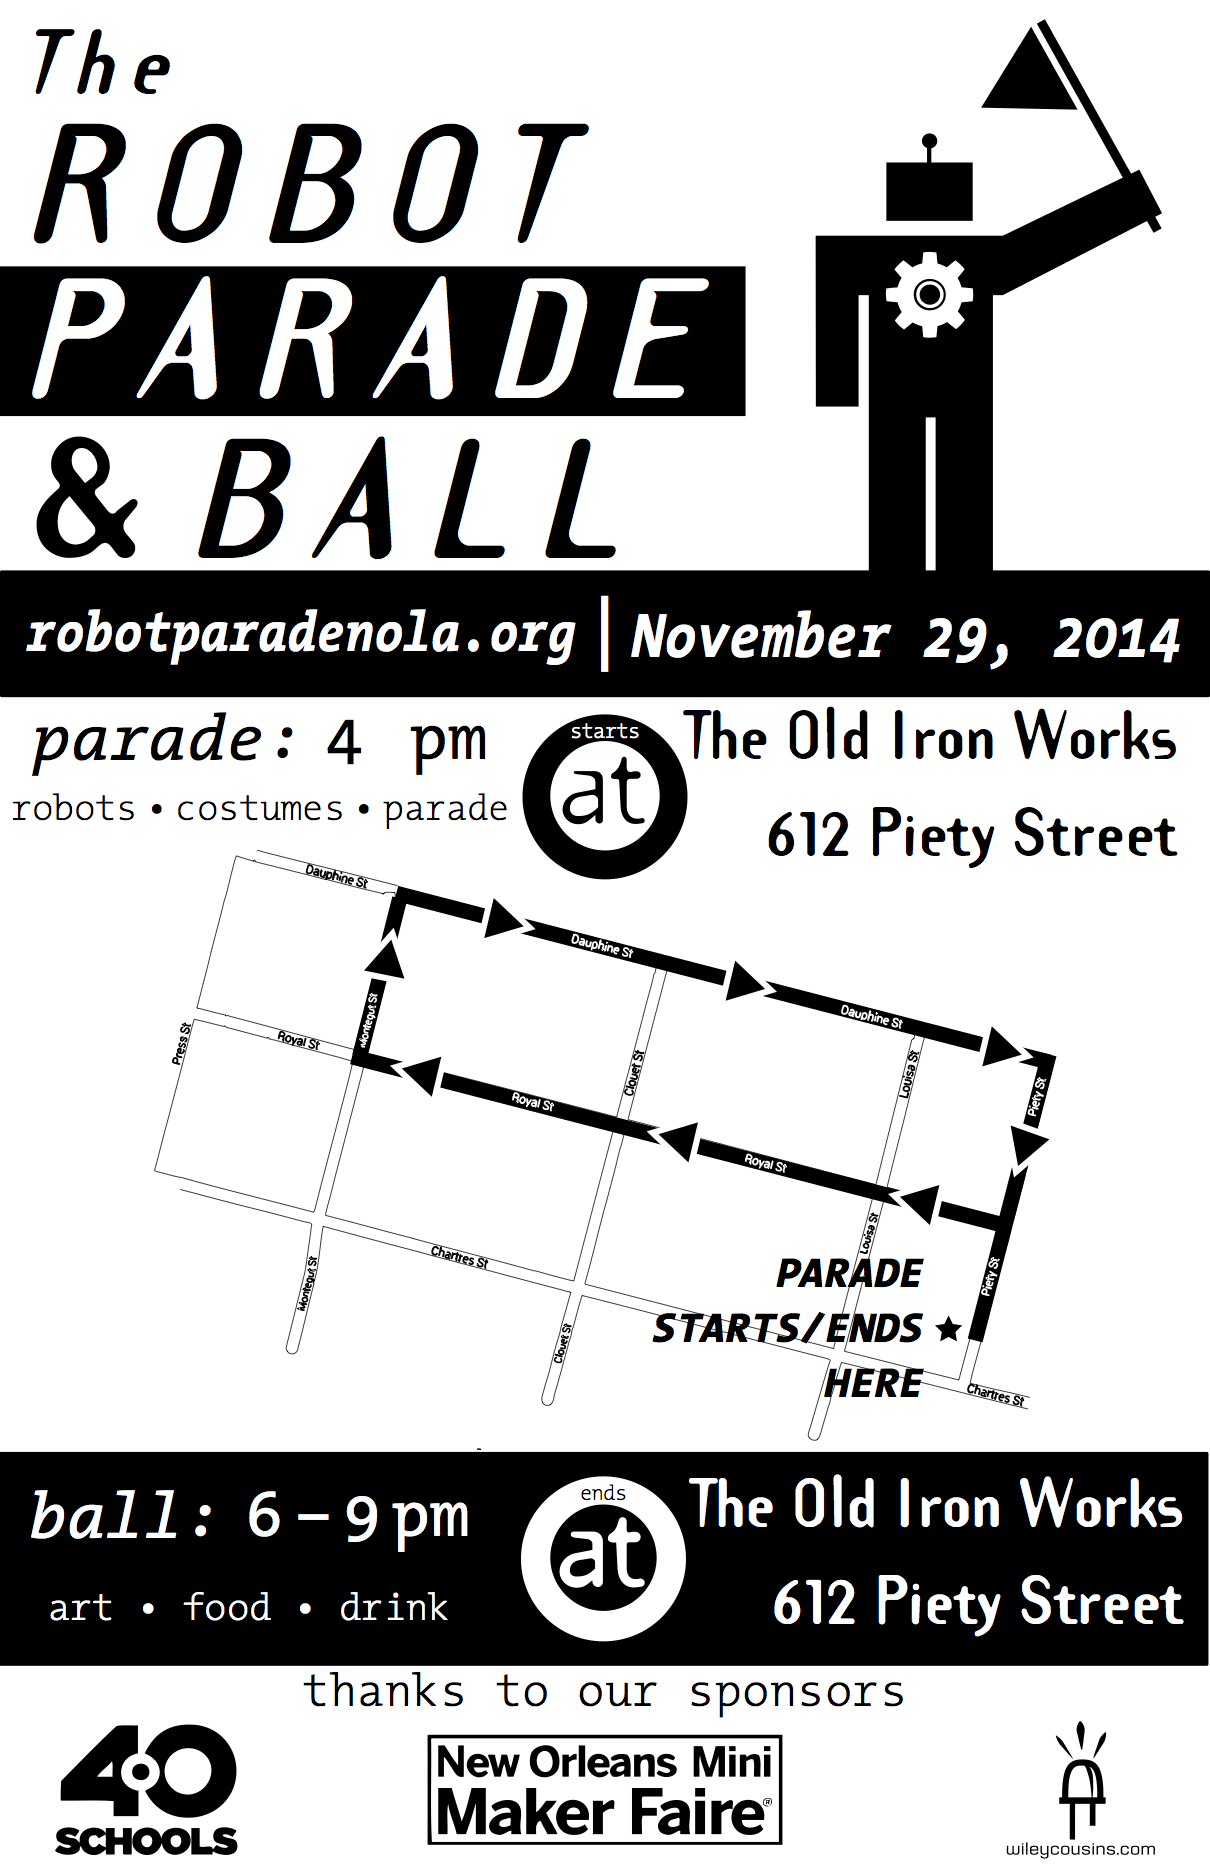 The
ROBOT
PARADE
& BALL
robotparadenola.org | November 29, 2014
parade: 4 pm
robots • costumes • parade
starts
at
The Old Iron Works
612 Piety Street
Dauphine St
Dauphine St
Dauphine St
Montegut St
Press St
Royal St
Royal St
Clouet St
Louisa St
Piety St
Royal St
Louisa St
Piety St
Chartres St
Montegut St
Clouet St
PARADE
STARTS/ENDS
HERE
Chartres St
ball: 6–9pm
art • food • drink
ends
at
The Old Iron Works
612 Piety Street
thanks to our sponsors
40
SCHOOLS
New Orleans Mini
Maker Faire®
wileycousins.com